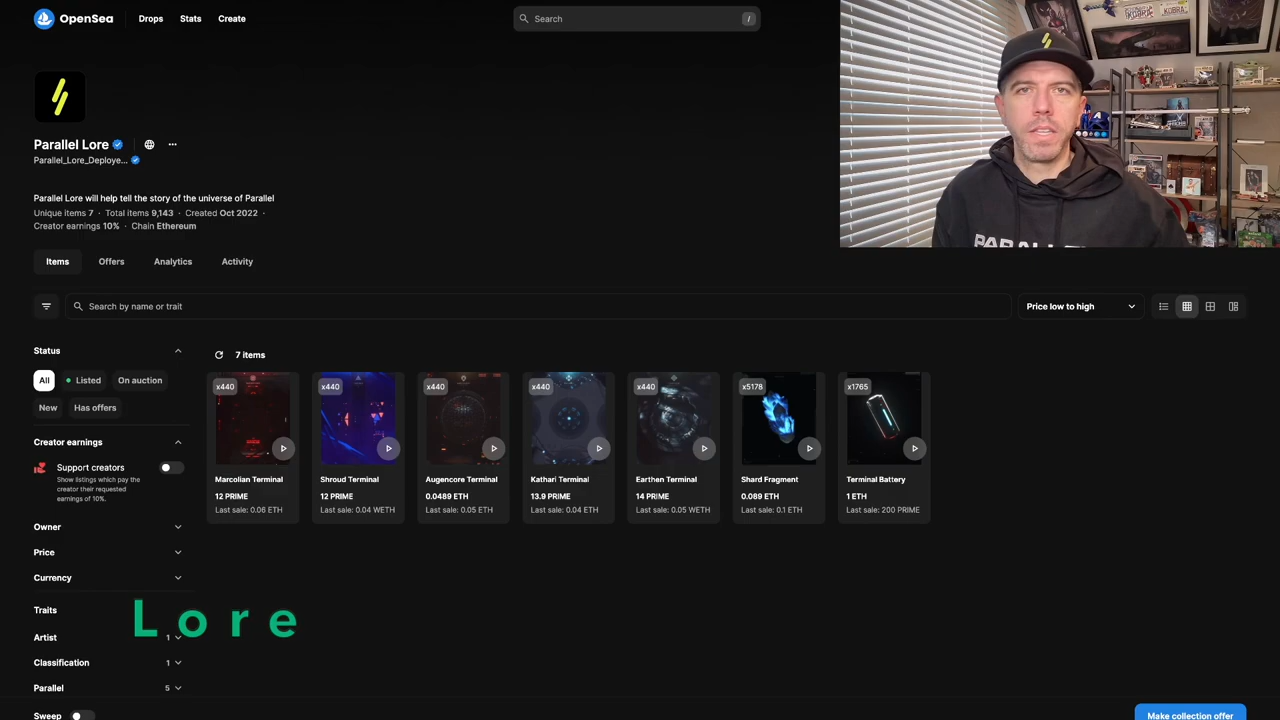 OpenSea
Drops
Stats
Create
Search
/
Parallel Lore
Parallel_Lore_Deploye...
Parallel Lore will help tell the story of the universe of Parallel
Unique items 7 · Total items 9,143 · Created Oct 2022 ·
Creator earnings 10% · Chain Ethereum
Items
Offers
Analytics
Activity
Search by name or trait
Price low to high
Status
All
Listed
On auction
New
Has offers
Creator earnings
Support creators
Show listings which pay the
creator their requested
earnings of 10%.
Owner
Price
Currency
Traits
Lore
Artist 1
Classification 1
Parallel 5
Sweep
7 items
x440
Marcolian Terminal
12 PRIME
Last sale: 0.06 ETH
x440
Shroud Terminal
12 PRIME
Last sale: 0.04 WETH
x440
Augencore Terminal
0.0489 ETH
Last sale: 0.05 ETH
x440
Kathari Terminal
13.9 PRIME
Last sale: 0.04 ETH
x440
Earthen Terminal
14 PRIME
Last sale: 0.05 WETH
x5178
Shard Fragment
0.089 ETH
Last sale: 0.1 ETH
x1765
Terminal Battery
1 ETH
Last sale: 200 PRIME
Make collection offer